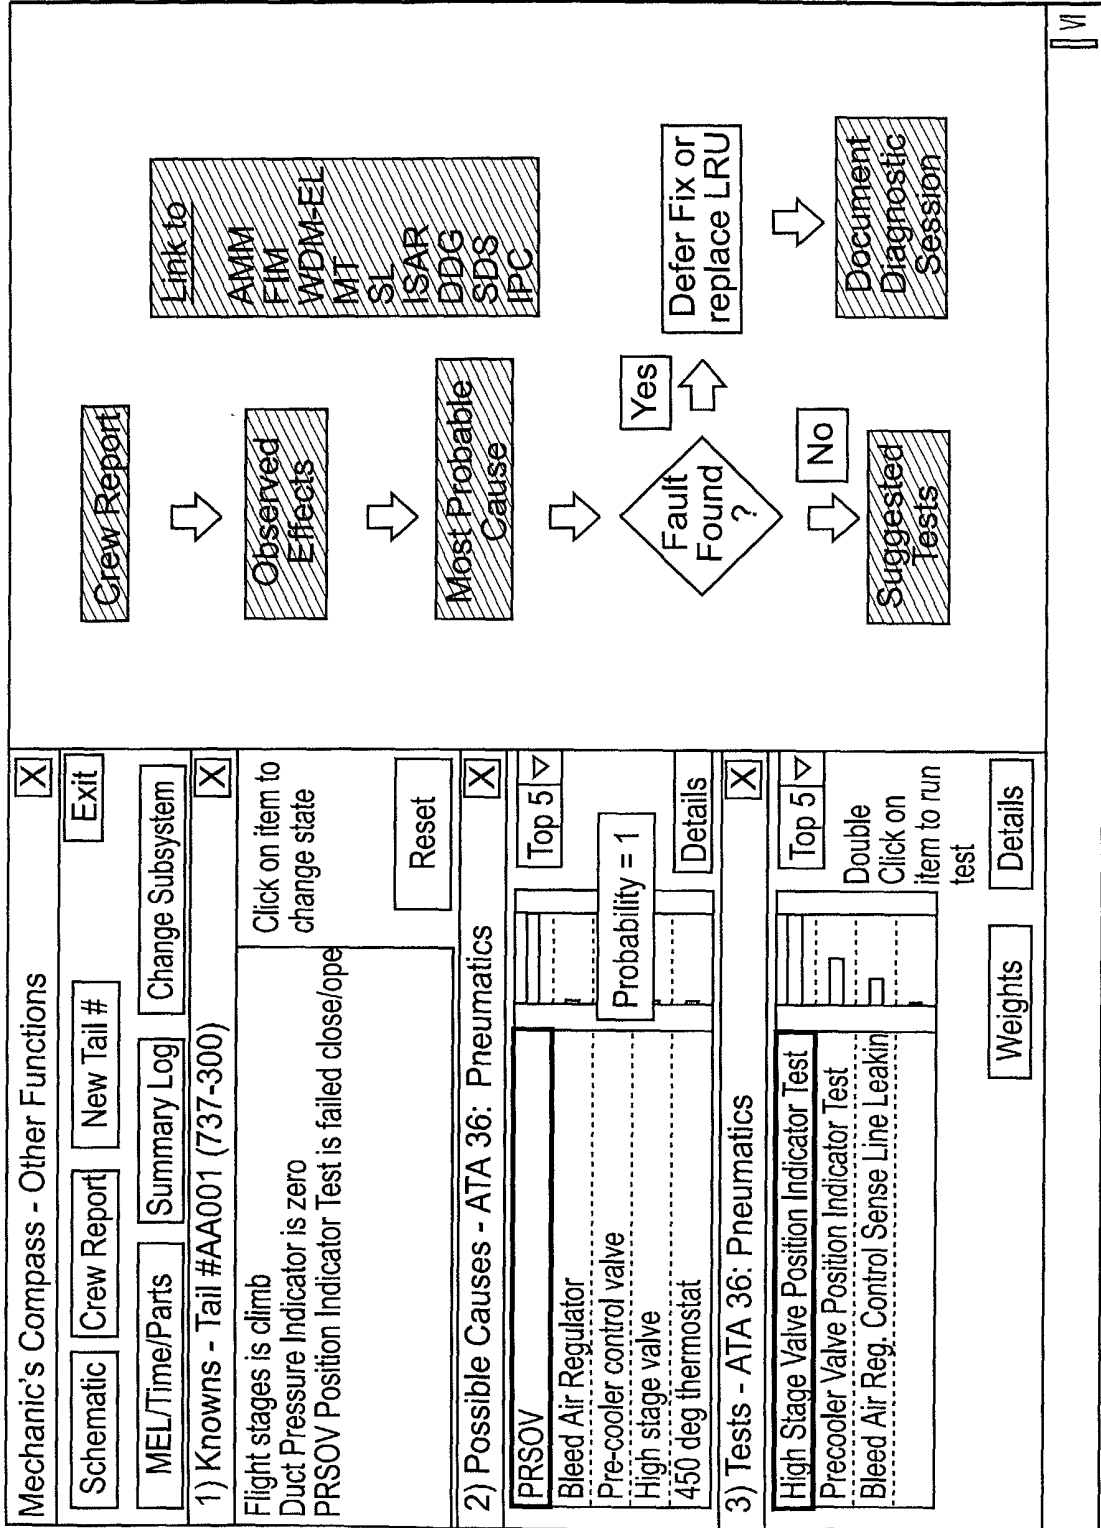 Mechanic's Compass - Other Functions
X
Schematic
Crew Report
New Tail #
Exit
MEL/Time/Parts
Summary Log
Change Subsystem
1) Knowns - Tail #AA001 (737-300)
X
Flight stages is climb
Duct Pressure Indicator is zero
PRSOV Position Indicator Test is failed close/ope
Click on item to
change state
Reset
2) Possible Causes - ATA 36: Pneumatics
X
PRSOV
Bleed Air Regulator
Pre-cooler control valve
High stage valve
450 deg thermostat
Top 5
Probability = 1
Details
3) Tests - ATA 36: Pneumatics
X
High Stage Valve Position Indicator Test
Precooler Valve Position Indicator Test
Bleed Air Reg. Control Sense Line Leakin
Top 5
Double
Click on
item to run
test
Weights
Details
Crew Report
Observed
Effects
Most Probable
Cause
Fault
Found
?
Yes
No
Suggested
Tests
Link to
AMM
FIM
WDM-EL
MT
SL
ISAR
DDG
SDS
IPC
Defer Fix or
replace LRU
Document
Diagnostic
Session